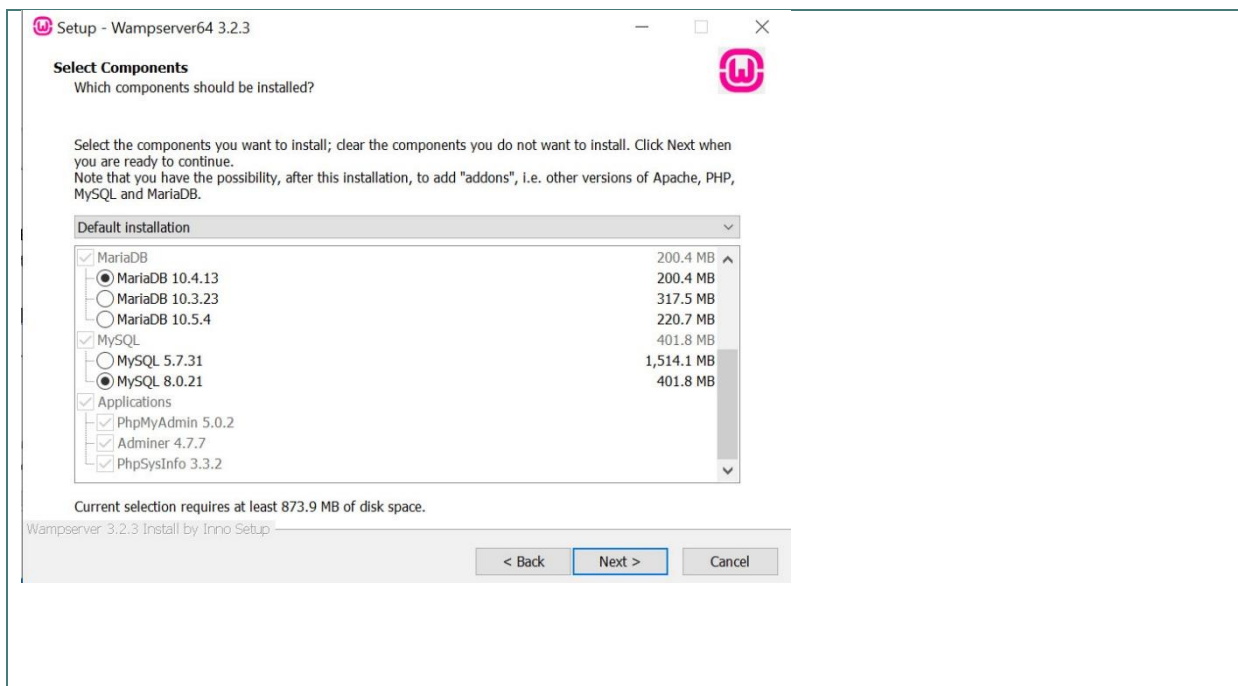 Setup - Wampserver64 3.2.3
Select Components
Which components should be installed?
Select the components you want to install; clear the components you do not want to install. Click Next when
you are ready to continue.
Note that you have the possibility, after this installation, to add "addons", i.e. other versions of Apache, PHP,
MySQL and MariaDB.
Default installation
MariaDB 200.4 MB
MariaDB 10.4.13 200.4 MB
MariaDB 10.3.23 317.5 MB
MariaDB 10.5.4 220.7 MB
MySQL 401.8 MB
MySQL 5.7.31 1,514.1 MB
MySQL 8.0.21 401.8 MB
Applications
PhpMyAdmin 5.0.2
Adminer 4.7.7
PhpSysInfo 3.3.2
Current selection requires at least 873.9 MB of disk space.
Wampserver 3.2.3 Install by Inno Setup
< Back Next > Cancel